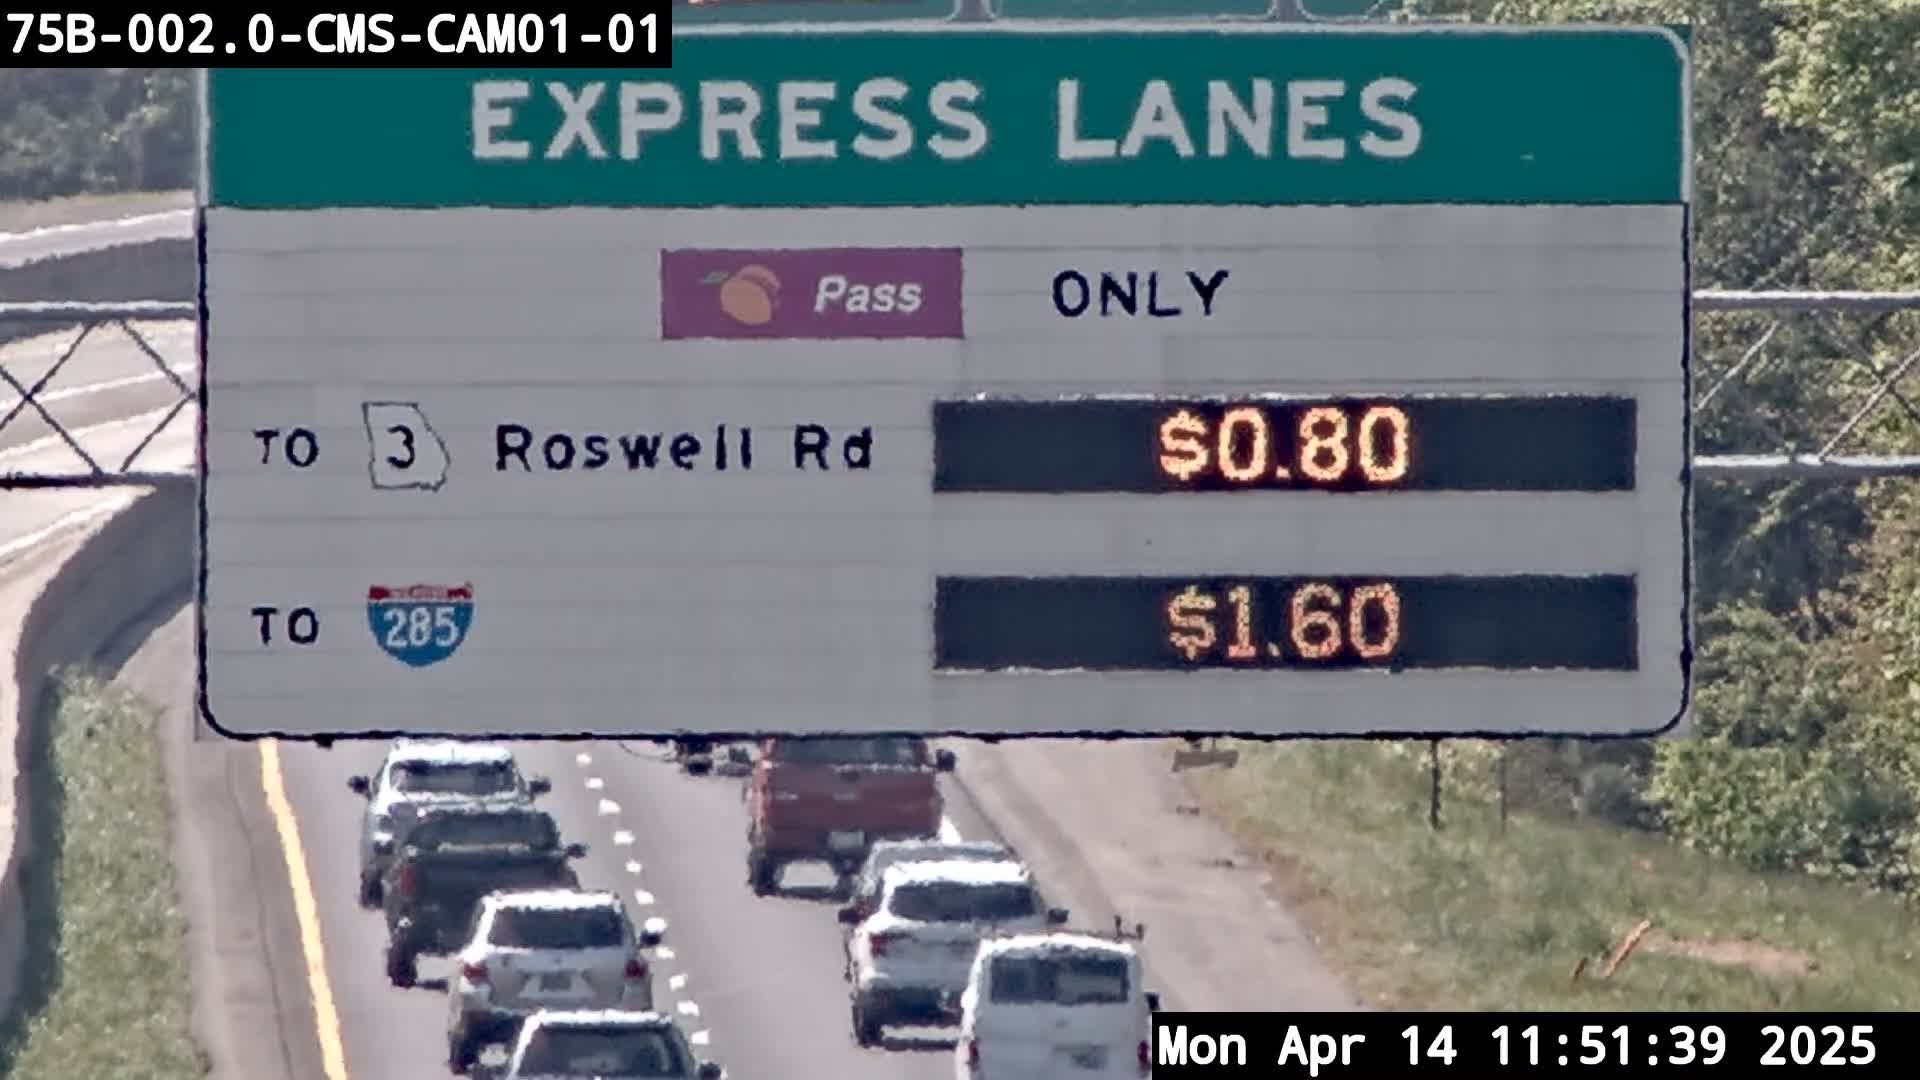 75B-002.0-CMS-CAM01-01
EXPRESS LANES
Pass ONLY
TO 3 Roswell Rd $0.80
TO 285 $1.60
Mon Apr 14 11:51:39 2025